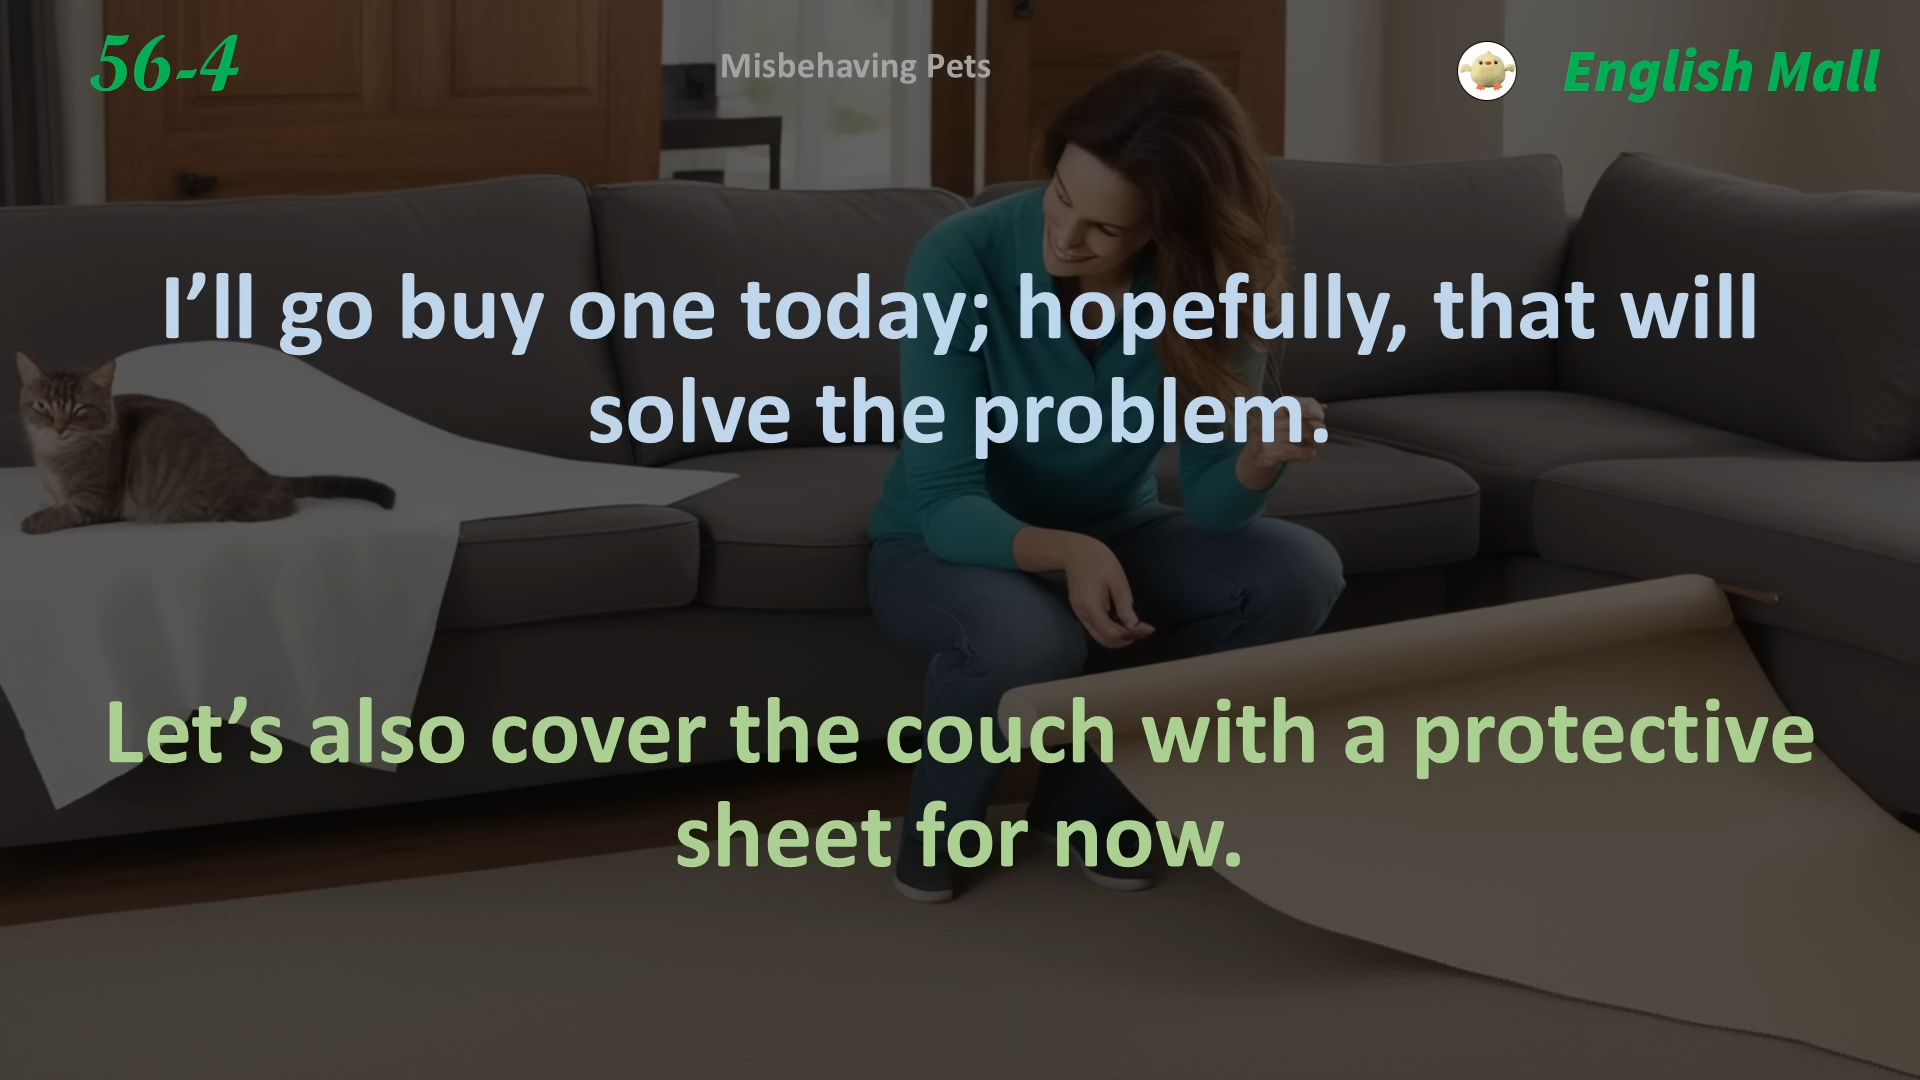 56-4
Misbehaving Pets
English Mall
I’ll go buy one today; hopefully, that will
solve the problem.
Let’s also cover the couch with a protective
sheet for now.